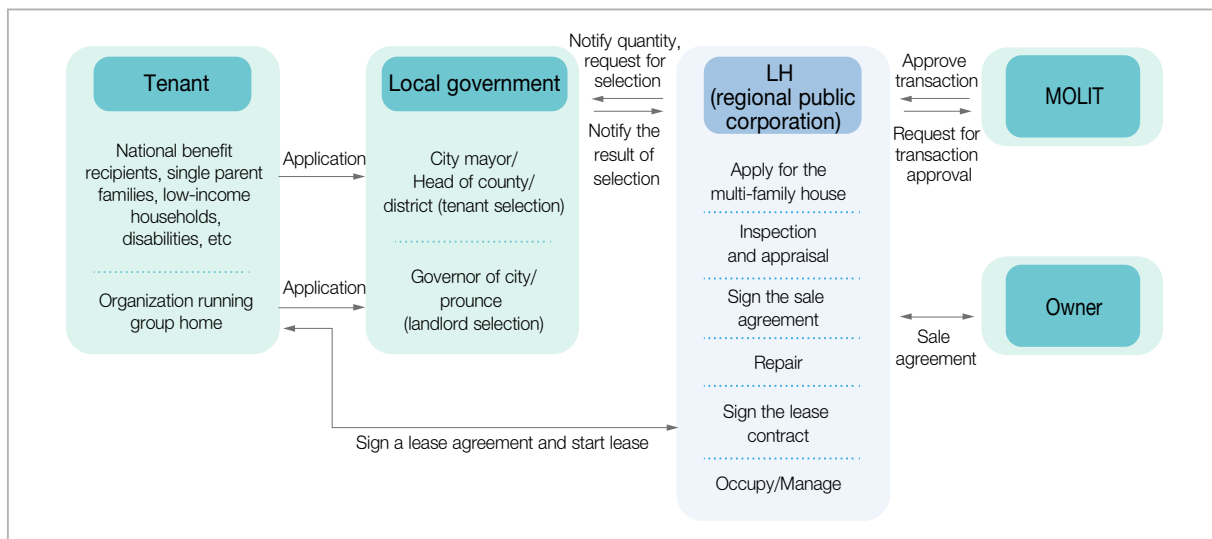 Tenant
National benefit
recipients, single parent
families, low-income
households,
disabilities, etc
Organization running
group home
Application
Application
Local government
City mayor/
Head of county/
district (tenant selection)
Governor of city/
prounce
(landlord selection)
Notify quantity,
request for
selection
Notify the
result of
selection
LH
(regional public
corporation)
Apply for the
multi-family house
Inspection
and appraisal
Sign the sale
agreement
Repair
Sign the lease
contract
Occupy/Manage
Approve
transaction
Request for
transaction
approval
MOLIT
Sale
agreement
Owner
Sign a lease agreement and start lease